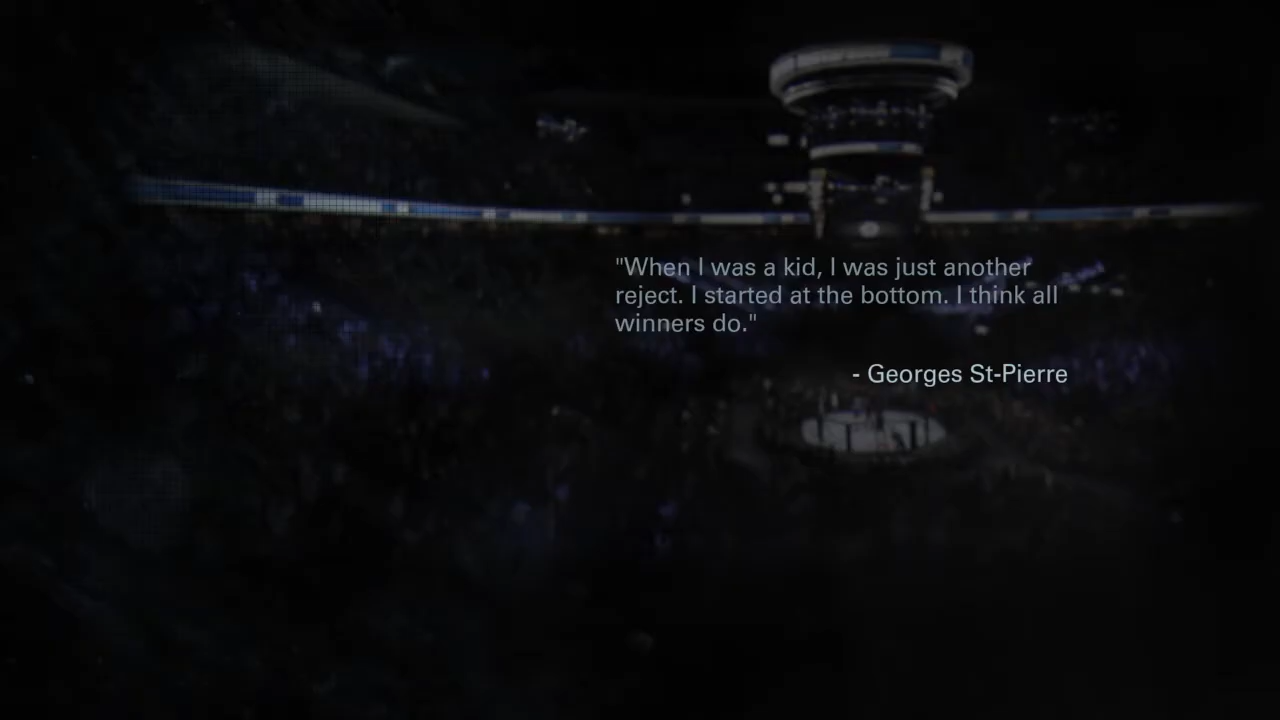 "When I was a kid, I was just another
reject. I started at the bottom. I think all
winners do."
- Georges St-Pierre